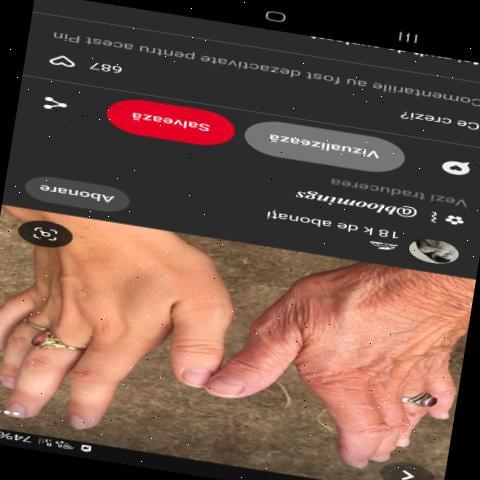 74%
18 k de abonați
Abonare
@bloomings
Vezi traducerea
Vizualizează
Salvează
Ce crezi?
687
Comentariile au fost dezactivate pentru acest Pin